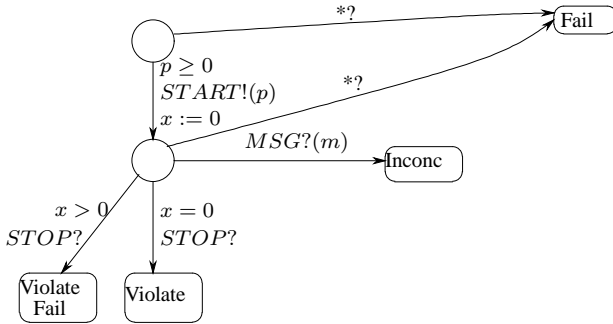 *?
Fail
p ≥ 0
START!(p)
x := 0
*?
MSG?(m)
Inconc
x > 0
STOP?
x = 0
STOP?
Violate
Fail
Violate